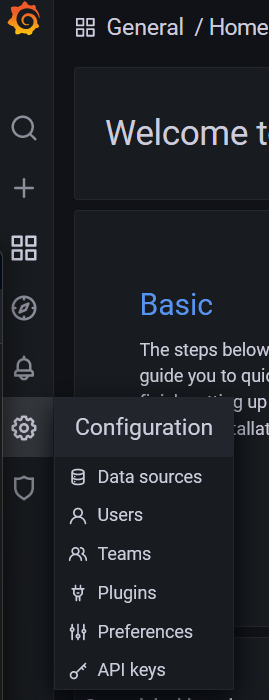 General / Home
Welcome
Basic
The steps below
guide you to
up
Configuration
Data sources
Users
Teams
Plugins
Preferences
API keys